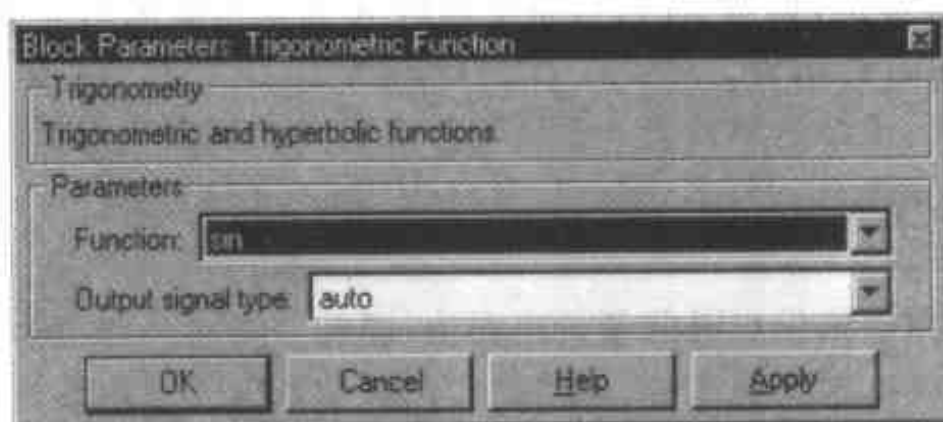 Block Parameters: Trigonometric Function
Trigonometry
Trigonometric and hyperbolic functions.
Parameters
Function: sin
Output signal type: auto
OK Cancel Help Apply